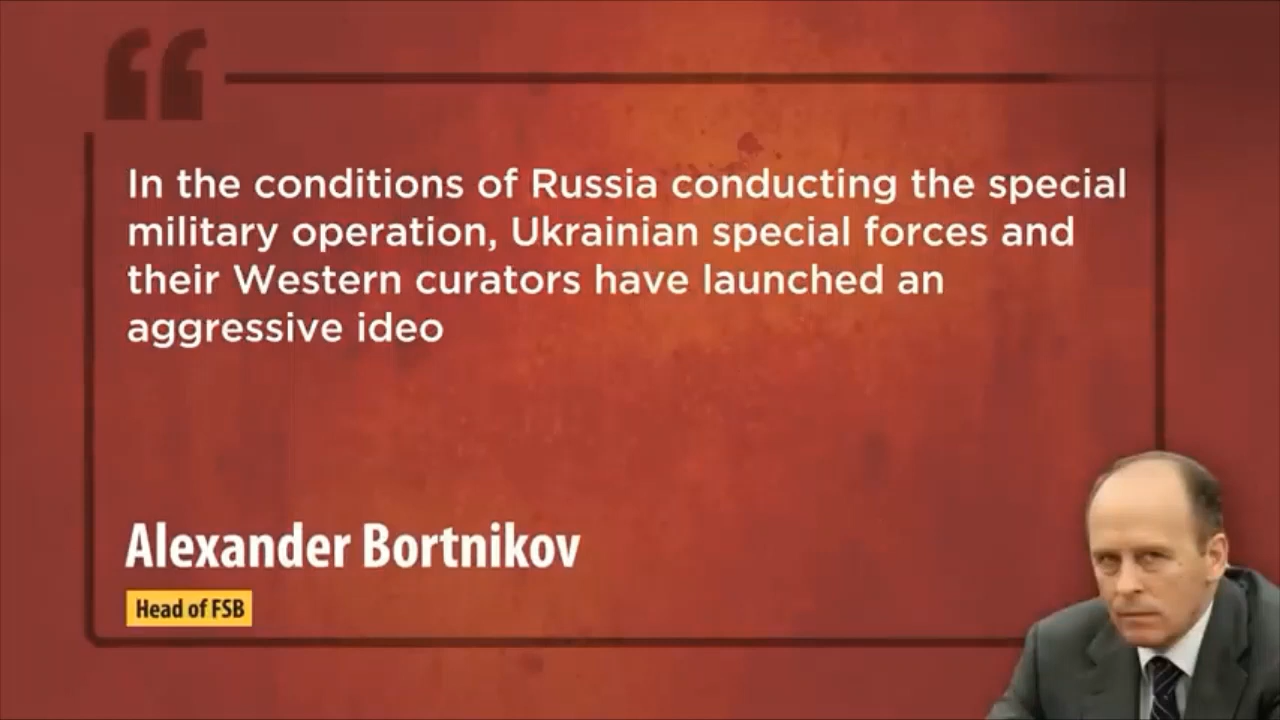 In the conditions of Russia conducting the special
military operation, Ukrainian special forces and
their Western curators have launched an
aggressive ideo
Alexander Bortnikov
Head of FSB